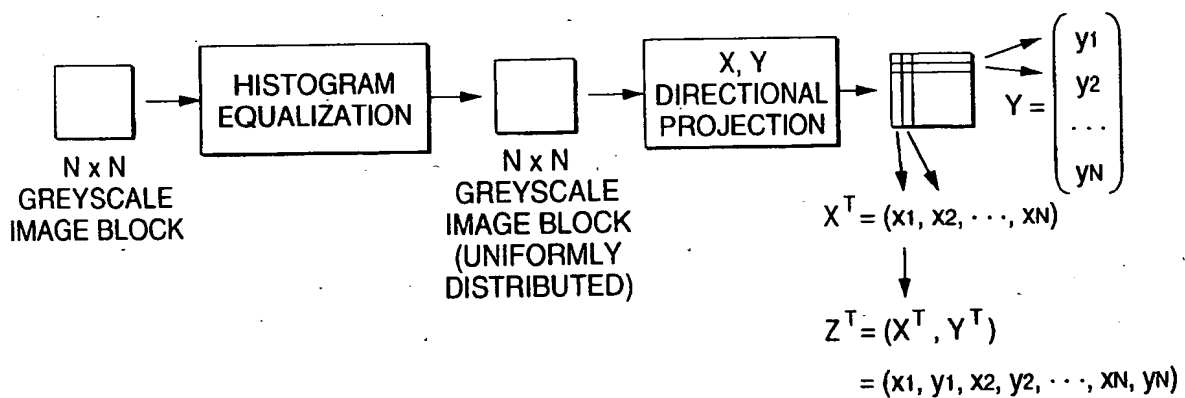 N x N
GREYSCALE
IMAGE BLOCK
HISTOGRAM
EQUALIZATION
N x N
GREYSCALE
IMAGE BLOCK
(UNIFORMLY
DISTRIBUTED)
X, Y
DIRECTIONAL
PROJECTION
Y =
y1
y2
...
yN
X^T = (x1, x2, ..., xN)
Z^T = (X^T, Y^T)
= (x1, y1, x2, y2, ..., xN, yN)